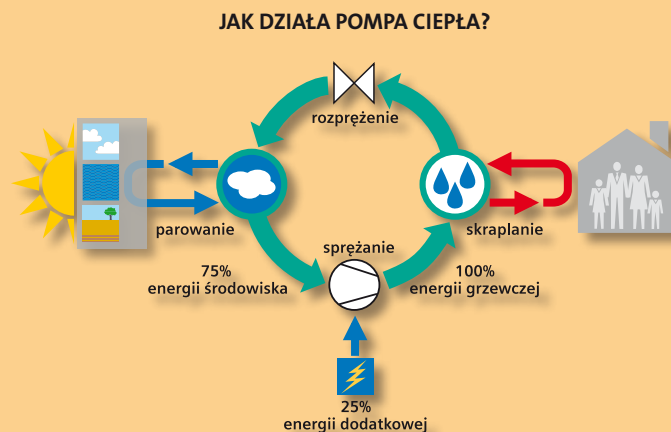 JAK DZIAŁA POMPA CIEPŁA?
rozprężenie
parowanie
skraplanie
sprężanie
75%
energii środowiska
100%
energii grzewczej
25%
energii dodatkowej